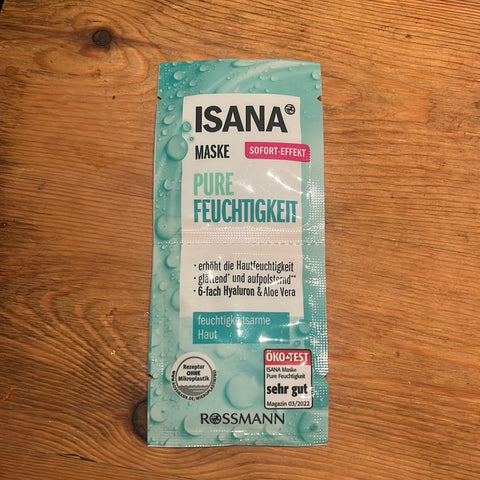 ISANA
MASKE
SOFORT-EFFEKT
PURE
FEUCHTIGKEIT
· erhöht die Hautfeuchtigkeit
· glättend* und aufpolsternd**
· 6-fach Hyaluron & Aloe Vera
feuchtigkeitsarme
Haut
Rezeptur
OHNE
Mikroplastik
ÖKO-TEST
ISANA Maske
Pure Feuchtigkeit
sehr gut
Magazin 03/2022
ROSSMANN